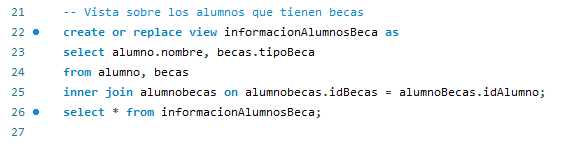 21 -- Vista sobre los alumnos que tienen becas
22 create or replace view informacionAlumnosBeca as
23 select alumno.nombre, becas.tipoBeca
24 from alumno, becas
25 inner join alumnobecas on alumnobecas.idBecas = alumnoBecas.idAlumno;
26 select * from informacionAlumnosBeca;
27